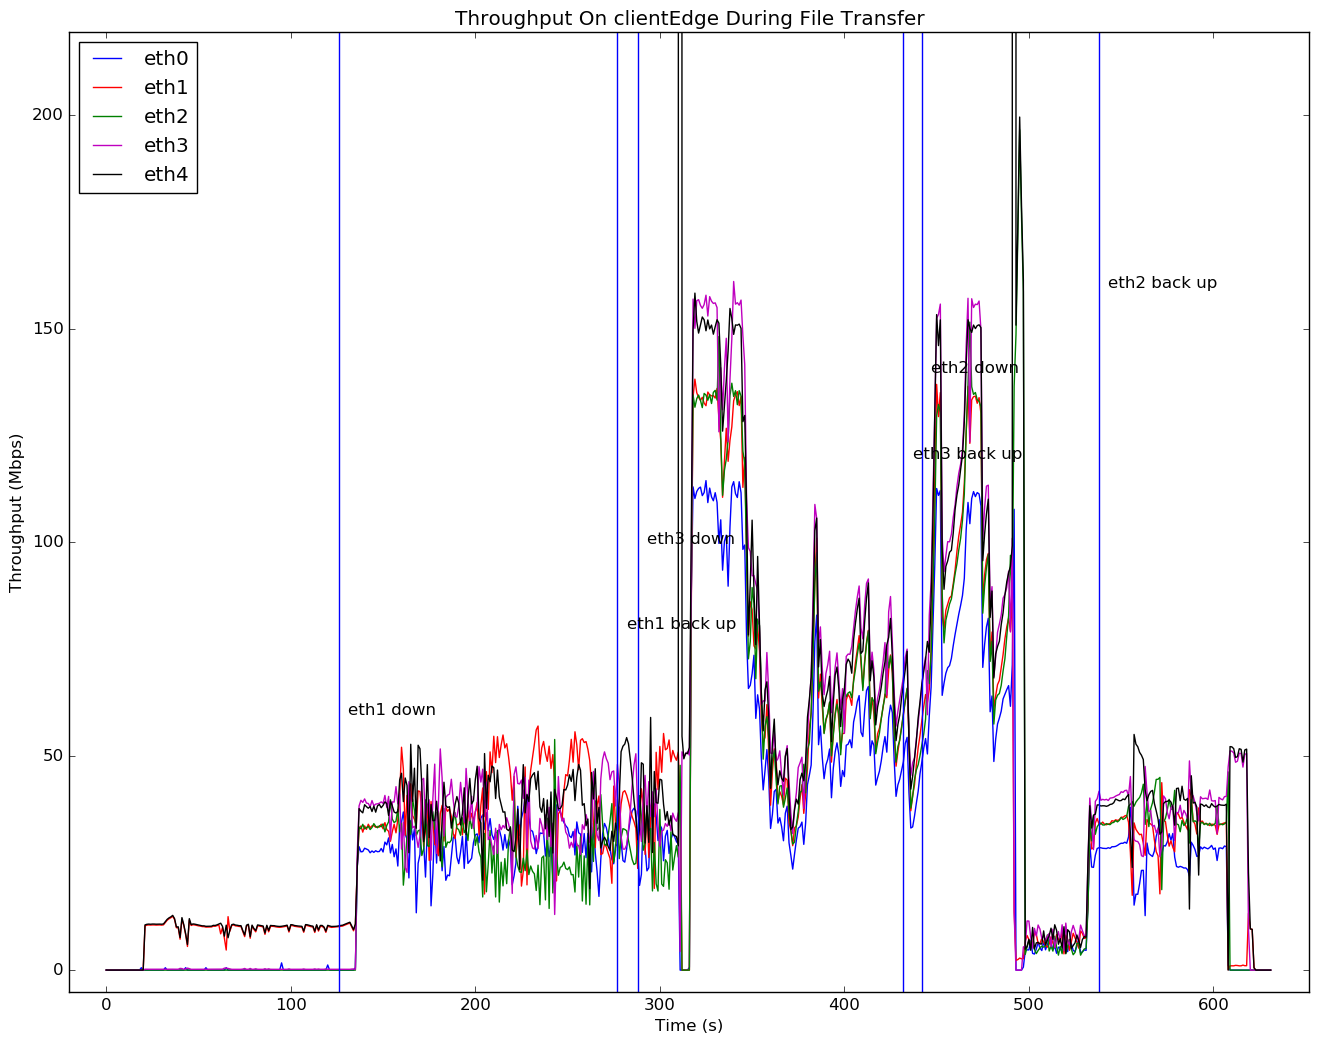 Throughput On clientEdge During File Transfer
eth0
eth1
eth2
eth3
eth4
200
150
100
50
0
Throughput (Mbps)
eth2 back up
eth2 down
eth3 back up
eth3 down
eth1 back up
eth1 down
0 100 200 300 400 500 600
Time (s)